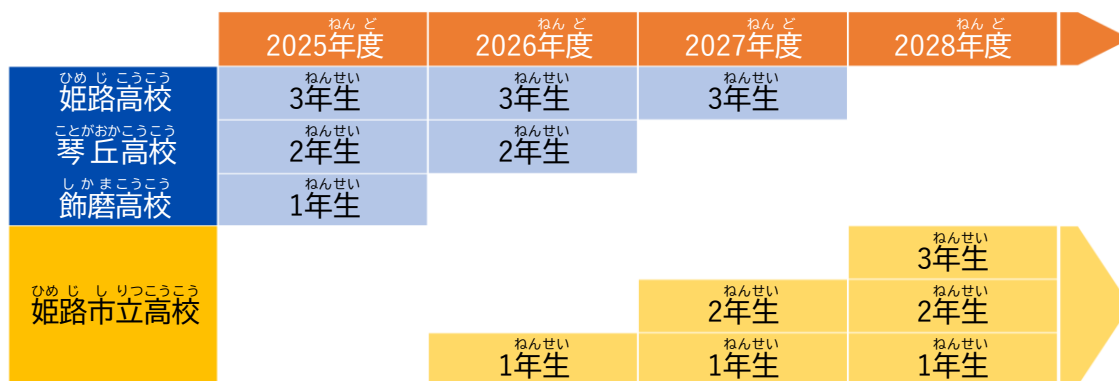 ねん ど ねん ど ねん ど ねん ど
2025年度 2026年度 2027年度 2028年度
ひめ じ こうこう ねんせい ねんせい ねんせい
姫路高校 3年生 3年生 3年生
ことがおかこうこう ねんせい ねんせい
琴丘高校 2年生 2年生
しかまこうこう ねんせい
飾磨高校 1年生
ねんせい
3年生
ひめ じ し りつこうこう ねんせい ねんせい
姫路市立高校 2年生 2年生
ねんせい ねんせい ねんせい
1年生 1年生 1年生